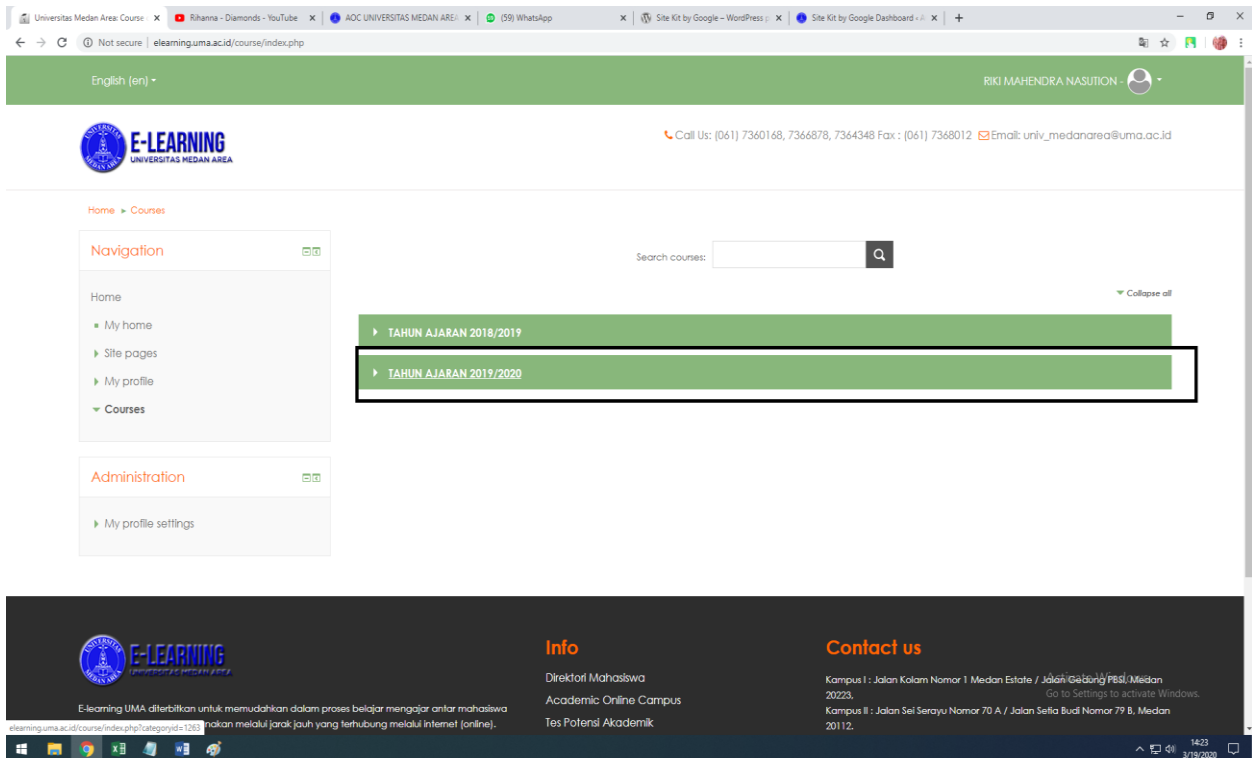 Universitas Medan Area: Course
Rihanna - Diamonds - YouTube
AOC UNIVERSITAS MEDAN AREA
(59) WhatsApp
Site Kit by Google – WordPress p
Site Kit by Google Dashboard ‹ A
Not secure | elearning.uma.ac.id/course/index.php
English (en)
RIKI MAHENDRA NASUTION -
E-LEARNING
UNIVERSITAS MEDAN AREA
Call Us: (061) 7360168, 7366878, 7364348 Fax : (061) 7368012 Email: univ_medanarea@uma.ac.id
Home ► Courses
Navigation
Home
My home
Site pages
My profile
Courses
Administration
My profile settings
Search courses:
Collapse all
TAHUN AJARAN 2018/2019
TAHUN AJARAN 2019/2020
E-LEARNING
UNIVERSITAS MEDAN AREA
E-learning UMA diterbitkan untuk memudahkan dalam proses belajar mengajar antar mahasiswa
nakan melalui jarak jauh yang terhubung melalui internet (online).
Info
Direktori Mahasiswa
Academic Online Campus
Tes Potensi Akademik
Contact us
Kampus I : Jalan Kolam Nomor 1 Medan Estate / Jalan Gedung PBSI, Medan
20223.
Kampus II : Jalan Sei Serayu Nomor 70 A / Jalan Setia Budi Nomor 79 B, Medan
20112.
Activate Windows
Go to Settings to activate Windows.
elearning.uma.ac.id/course/index.php?categoryid=1263
14:23
3/19/2020